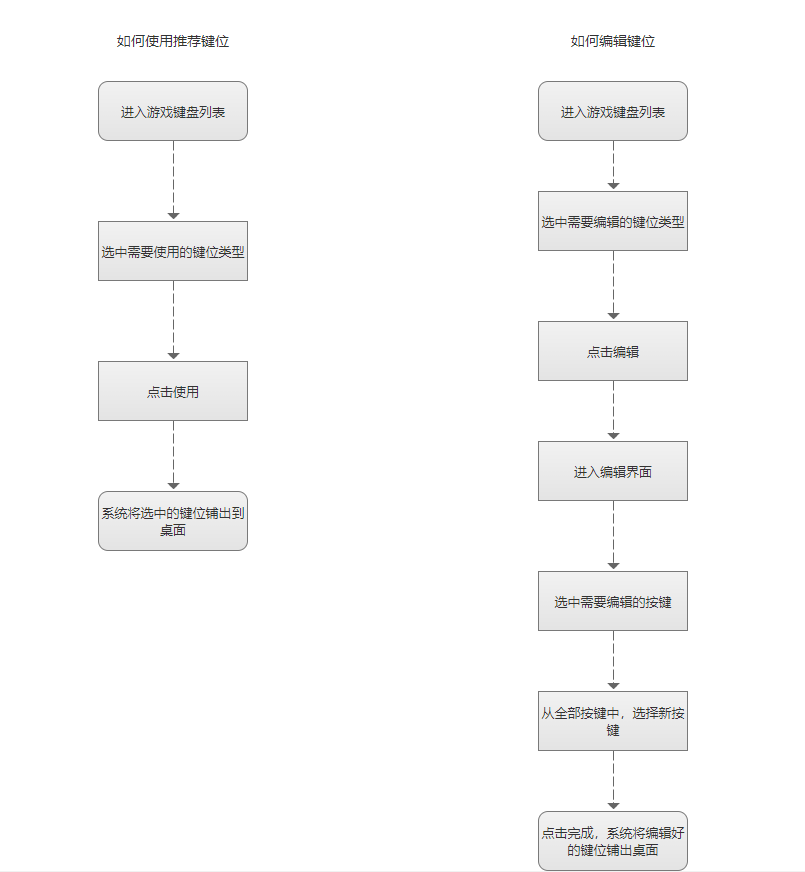 如何使用推荐键位
进入游戏键盘列表
选中需要使用的键位类型
点击使用
系统将选中的键位铺出到
桌面
如何编辑键位
进入游戏键盘列表
选中需要编辑的键位类型
点击编辑
进入编辑界面
选中需要编辑的按键
从全部按键中，选择新按
键
点击完成，系统将编辑好
的键位铺出桌面